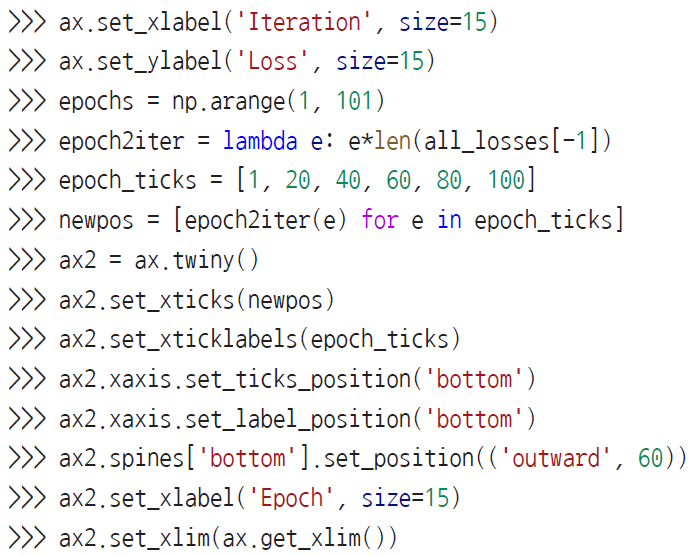 >>> ax.set_xlabel('Iteration', size=15)
>>> ax.set_ylabel('Loss', size=15)
>>> epochs = np.arange(1, 101)
>>> epoch2iter = lambda e: e*len(all_losses[-1])
>>> epoch_ticks = [1, 20, 40, 60, 80, 100]
>>> newpos = [epoch2iter(e) for e in epoch_ticks]
>>> ax2 = ax.twiny()
>>> ax2.set_xticks(newpos)
>>> ax2.set_xticklabels(epoch_ticks)
>>> ax2.xaxis.set_ticks_position('bottom')
>>> ax2.xaxis.set_label_position('bottom')
>>> ax2.spines['bottom'].set_position(('outward', 60))
>>> ax2.set_xlabel('Epoch', size=15)
>>> ax2.set_xlim(ax.get_xlim())